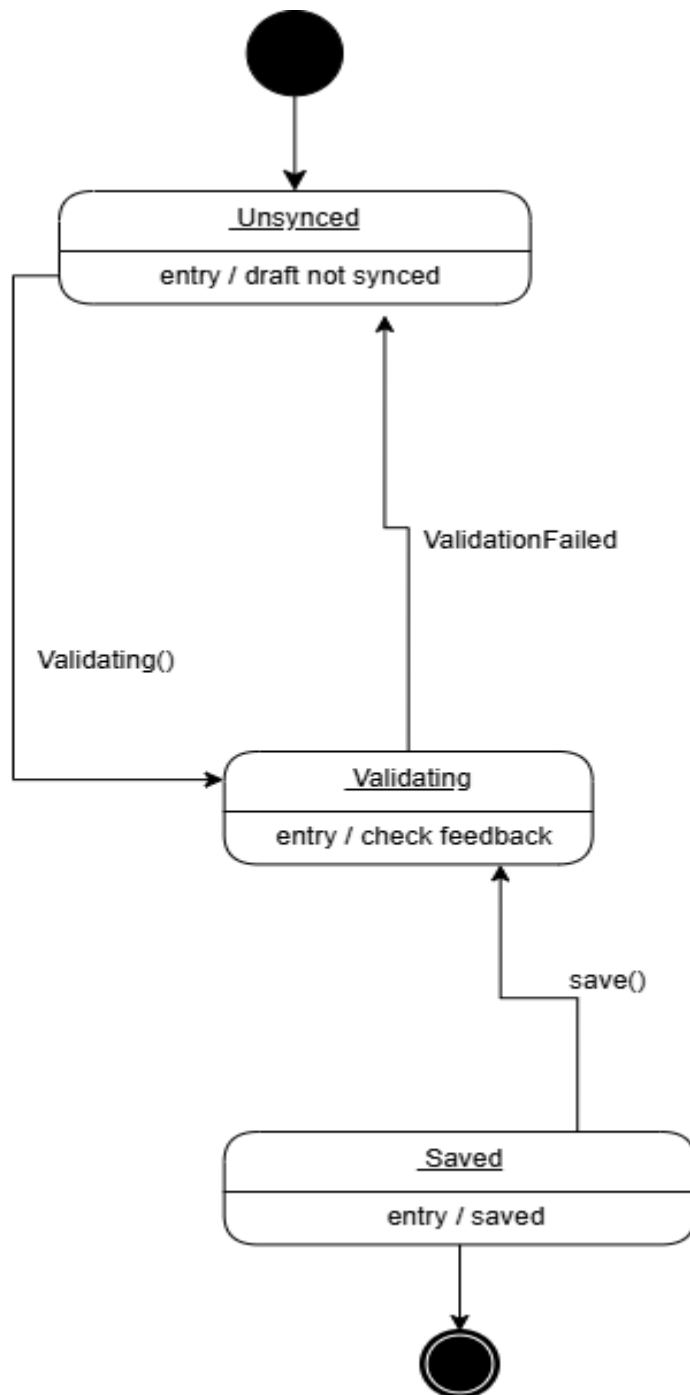 Unsynced
entry / draft not synced
ValidationFailed
Validating()
Validating
entry / check feedback
save()
Saved
entry / saved